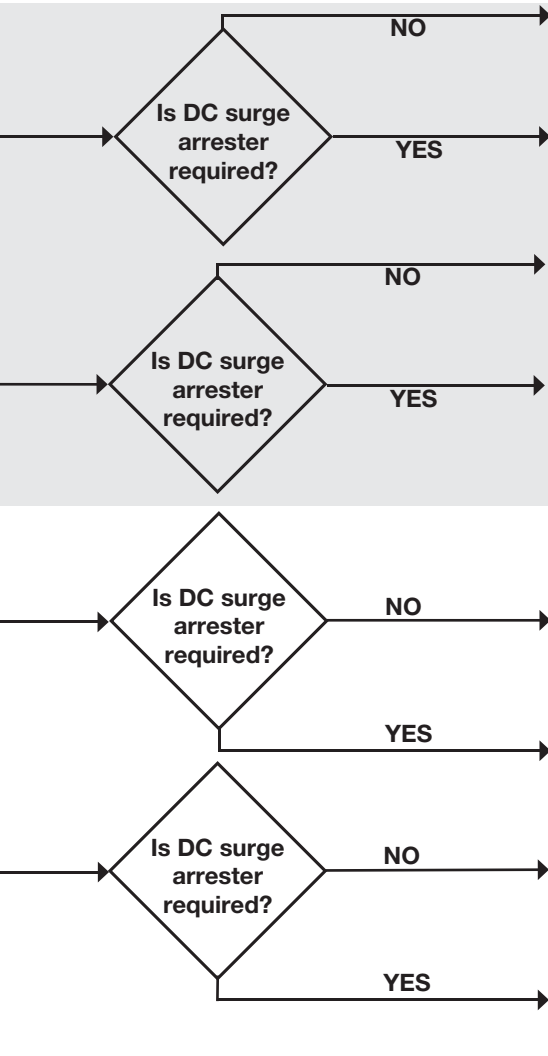 NO
Is DC surge
arrester
required?
YES
NO
Is DC surge
arrester
required?
YES
Is DC surge
arrester
required?
NO
YES
Is DC surge
arrester
required?
NO
YES